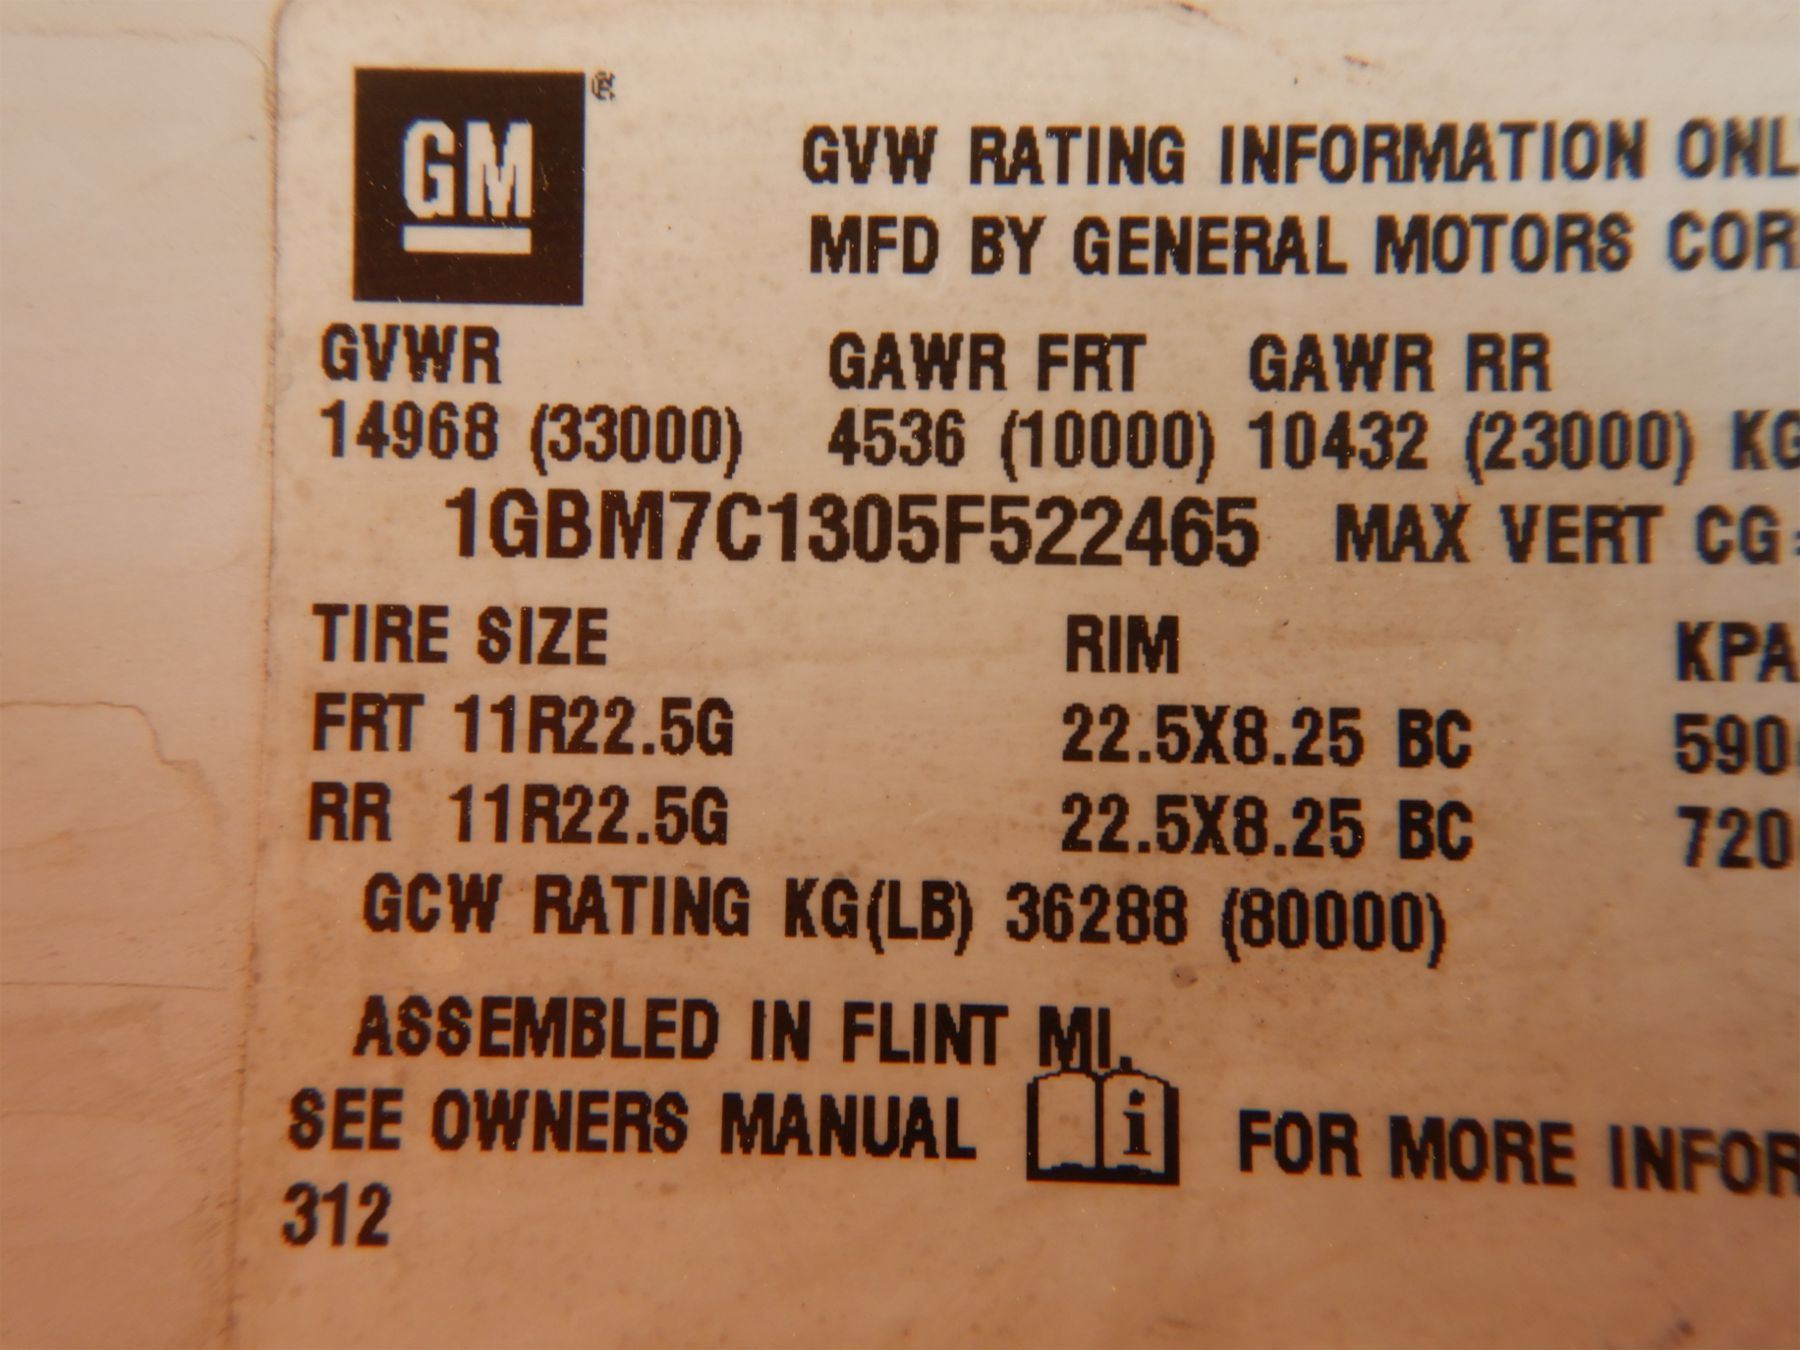 GM®
GVW RATING INFORMATION ONL
MFD BY GENERAL MOTORS COR
GVWR GAWR FRT GAWR RR
14968 (33000) 4536 (10000) 10432 (23000) KG
1GBM7C1305F522465 MAX VERT CG
TIRE SIZE RIM KPA
FRT 11R22.5G 22.5X8.25 BC 590
RR 11R22.5G 22.5X8.25 BC 720
GCW RATING KG(LB) 36288 (80000)
ASSEMBLED IN FLINT MI.
SEE OWNERS MANUAL i FOR MORE INFOR
312